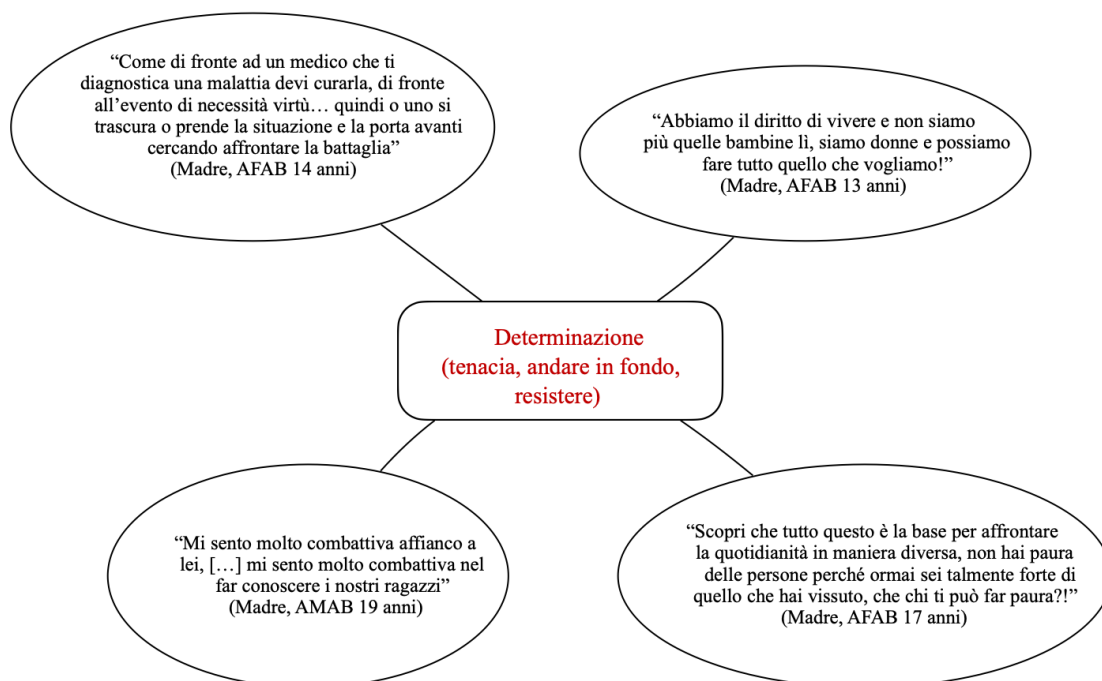 “Come di fronte ad un medico che ti
diagnostica una malattia devi curarla, di fronte
all’evento di necessità virtù… quindi o uno si
trascura o prende la situazione e la porta avanti
cercando affrontare la battaglia”
(Madre, AFAB 14 anni)
“Abbiamo il diritto di vivere e non siamo
più quelle bambine lì, siamo donne e possiamo
fare tutto quello che vogliamo!”
(Madre, AFAB 13 anni)
Determinazione
(tenacia, andare in fondo,
resistere)
“Mi sento molto combattiva affianco a
lei, […] mi sento molto combattiva nel
far conoscere i nostri ragazzi”
(Madre, AMAB 19 anni)
“Scopri che tutto questo è la base per affrontare
la quotidianità in maniera diversa, non hai paura
delle persone perché ormai sei talmente forte di
quello che hai vissuto, che chi ti può far paura?!”
(Madre, AFAB 17 anni)